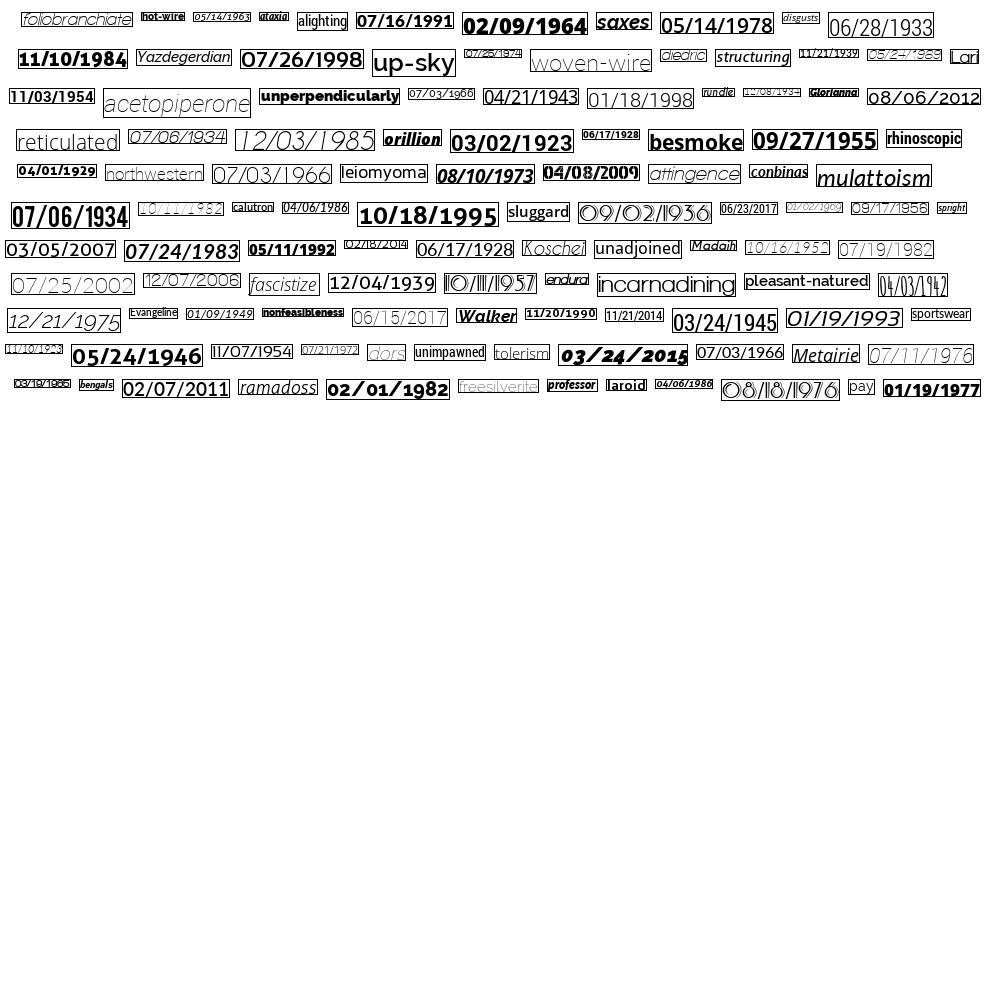 foliobranchiate hot-wire 05/14/1963 ataxia alighting 07/16/1991 02/09/1964 saxes 05/14/1978 disgusts 06/28/1933
11/10/1984 Yazdegerdian 07/26/1998 up-sky 07/25/1974 woven-wire diedric structuring 11/21/1939 05/24/1989 Lari
11/03/1954 acetopiperone unperpendicularly 07/03/1966 04/21/1943 01/18/1998 rundle 12/08/1934 Glorianna 08/06/2012
reticulated 07/06/1934 12/03/1985 orillion 03/02/1923 06/17/1928 besmoke 09/27/1955 rhinoscopic
04/01/1929 northwestern 07/03/1966 leiomyoma 08/10/1973 04/08/2009 attingence conbinas mulattoism
07/06/1934 10/11/1982 calutron 04/06/1986 10/18/1995 sluggard 09/02/1936 06/23/2017 01/02/1969 09/17/1956 spright
03/05/2007 07/24/1983 05/11/1992 02/18/2014 06/17/1928 Koschei unadjoined Madaih 10/16/1952 07/19/1982
07/25/2002 12/07/2006 fascistize 12/04/1939 10/11/1957 endura incarnadining pleasant-natured 04/03/1942
12/21/1975 Evangeline 01/09/1949 nonfeasibleness 06/15/2017 Walker 11/20/1990 11/21/2014 03/24/1945 01/19/1993 sportswear
11/10/1923 05/24/1946 11/07/1954 07/21/1972 dors unimpawned tolerism 03/24/2015 07/03/1966 Metairie 07/11/1976
03/19/1965 bengals 02/07/2011 ramadoss 02/01/1982 freesilverite professor laroid 04/06/1986 08/18/1976 pay 01/19/1977